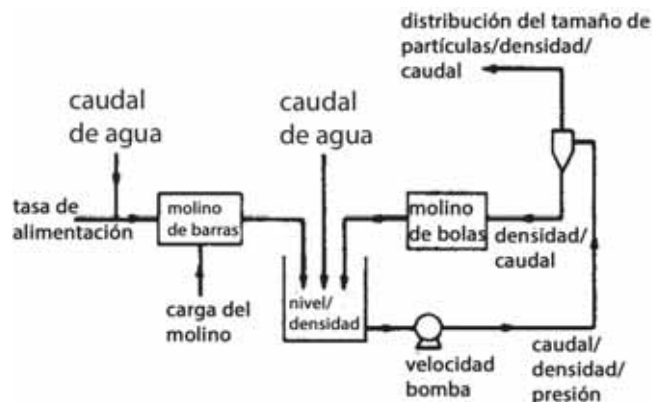 distribución del tamaño de
partículas/densidad/
caudal
caudal
de agua
caudal
de agua
tasa de
alimentación
molino
de barras
molino
de bolas
densidad/
caudal
carga del
molino
nivel/
densidad
velocidad
bomba
caudal/
densidad/
presión